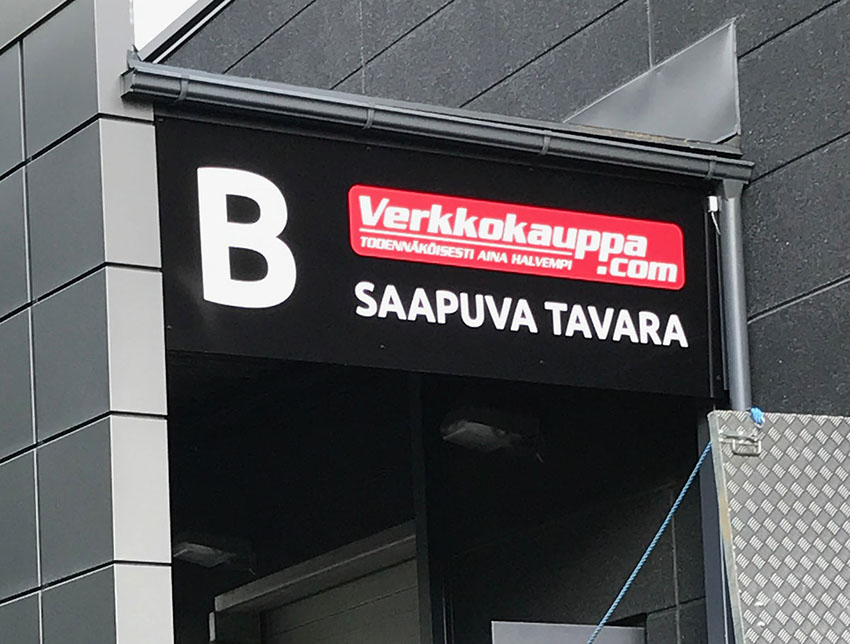 B
Verkkokauppa
.com
TODENNÄKÖISESTI AINA HALVEMPI
SAAPUVA TAVARA